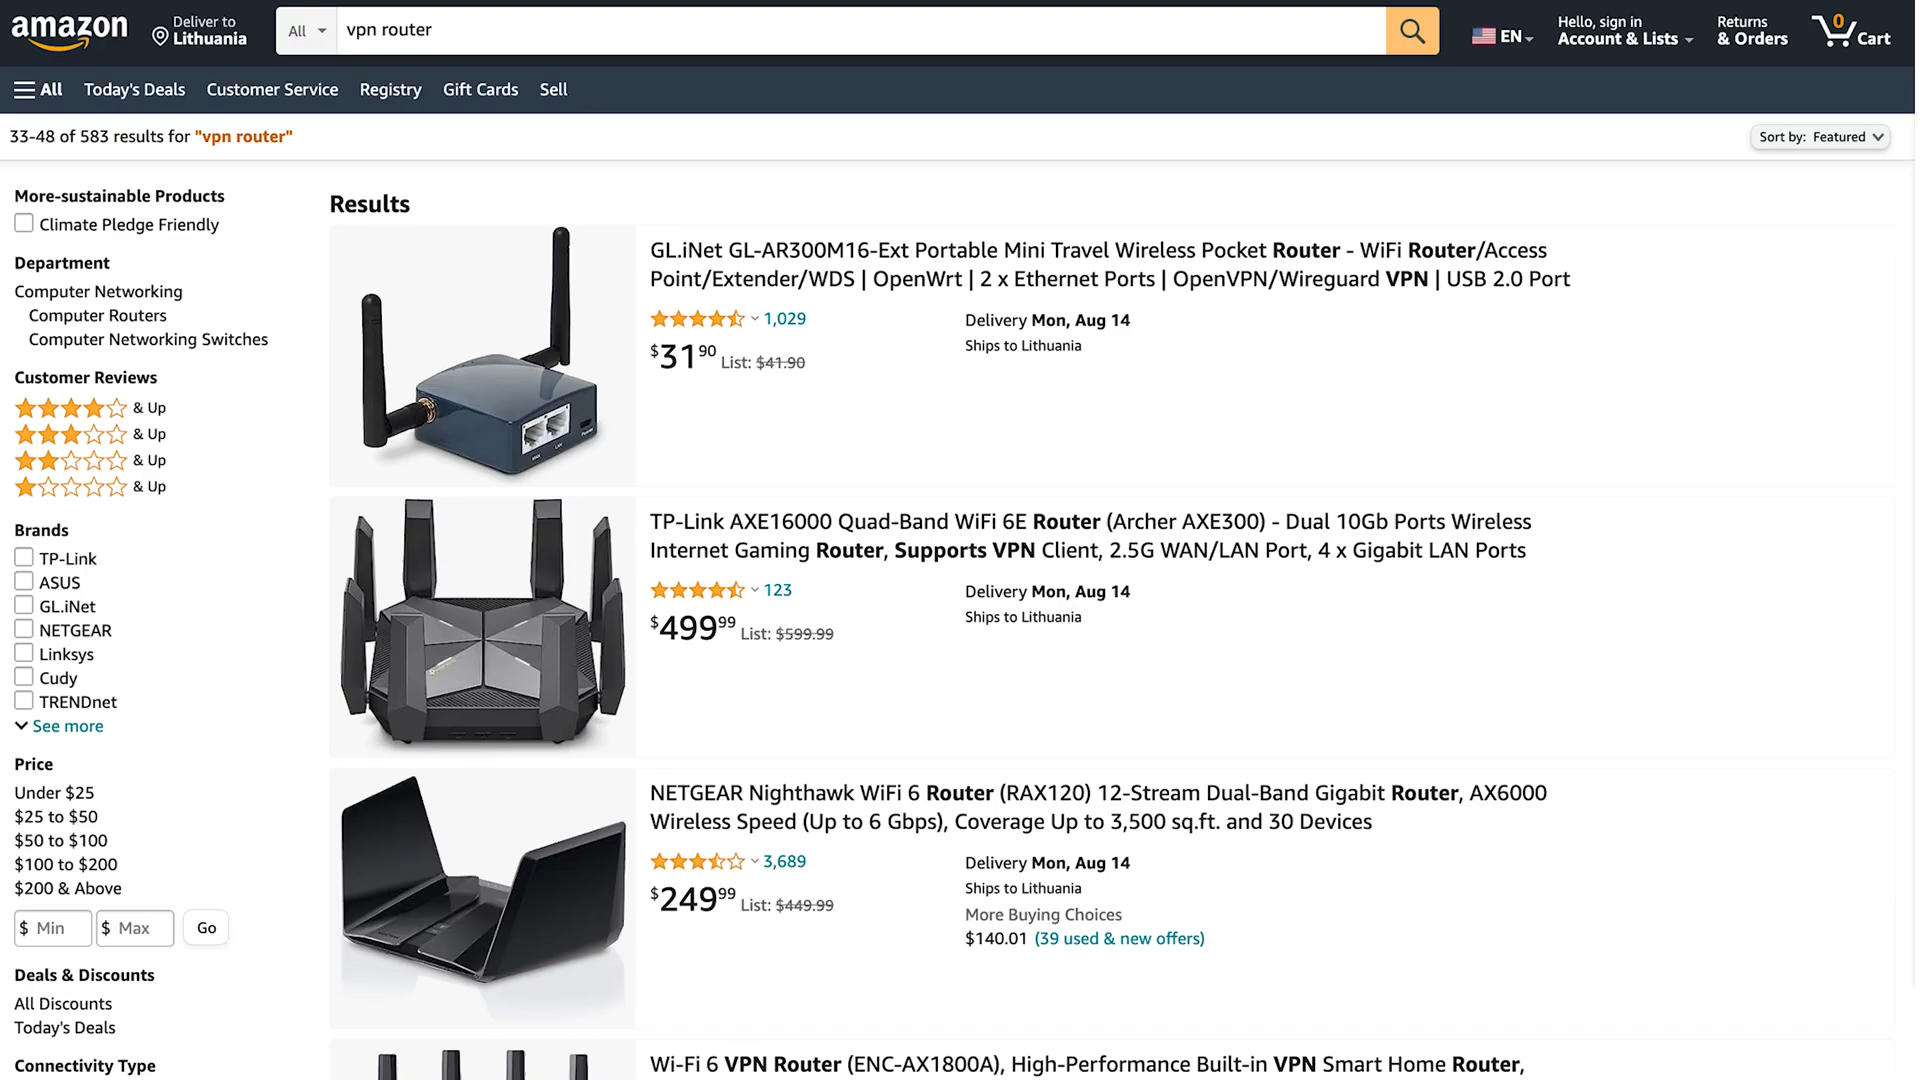 amazon
Deliver to
Lithuania
All
vpn router
EN
Hello, sign in
Account & Lists
Returns
& Orders
0
Cart
All
Today's Deals
Customer Service
Registry
Gift Cards
Sell
33-48 of 583 results for "vpn router"
Sort by: Featured
More-sustainable Products
Climate Pledge Friendly
Department
Computer Networking
Computer Routers
Computer Networking Switches
Customer Reviews
& Up
& Up
& Up
& Up
Brands
TP-Link
ASUS
GL.iNet
NETGEAR
Linksys
Cudy
TRENDnet
See more
Price
Under $25
$25 to $50
$50 to $100
$100 to $200
$200 & Above
$ Min
$ Max
Go
Deals & Discounts
All Discounts
Today's Deals
Connectivity Type
Results
GL.iNet GL-AR300M16-Ext Portable Mini Travel Wireless Pocket Router - WiFi Router/Access
Point/Extender/WDS | OpenWrt | 2 x Ethernet Ports | OpenVPN/Wireguard VPN | USB 2.0 Port
1,029
$31.90 List: $41.90
Delivery Mon, Aug 14
Ships to Lithuania
WAN
LAN
Power
TP-Link AXE16000 Quad-Band WiFi 6E Router (Archer AXE300) - Dual 10Gb Ports Wireless
Internet Gaming Router, Supports VPN Client, 2.5G WAN/LAN Port, 4 x Gigabit LAN Ports
123
$499.99 List: $599.99
Delivery Mon, Aug 14
Ships to Lithuania
NETGEAR Nighthawk WiFi 6 Router (RAX120) 12-Stream Dual-Band Gigabit Router, AX6000
Wireless Speed (Up to 6 Gbps), Coverage Up to 3,500 sq.ft. and 30 Devices
3,689
$249.99 List: $449.99
Delivery Mon, Aug 14
Ships to Lithuania
More Buying Choices
$140.01 (39 used & new offers)
Wi-Fi 6 VPN Router (ENC-AX1800A), High-Performance Built-in VPN Smart Home Router,